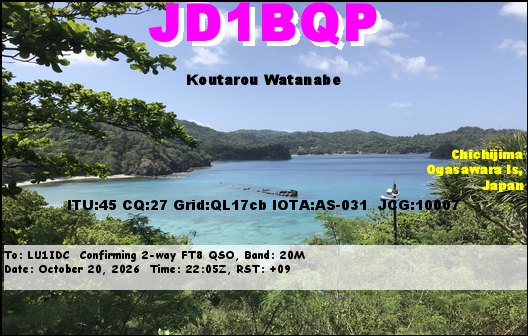 JD1BQP
Koutarou Watanabe
Chichijima
Ogasawara Is,
Japan
ITU:45 CQ:27 Grid:QL17cb IOTA:AS-031 JCG:10007
To: LU1IDC Confirming 2-way FT8 QSO, Band: 20M
Date: October 20, 2026 Time: 22:05Z, RST: +09